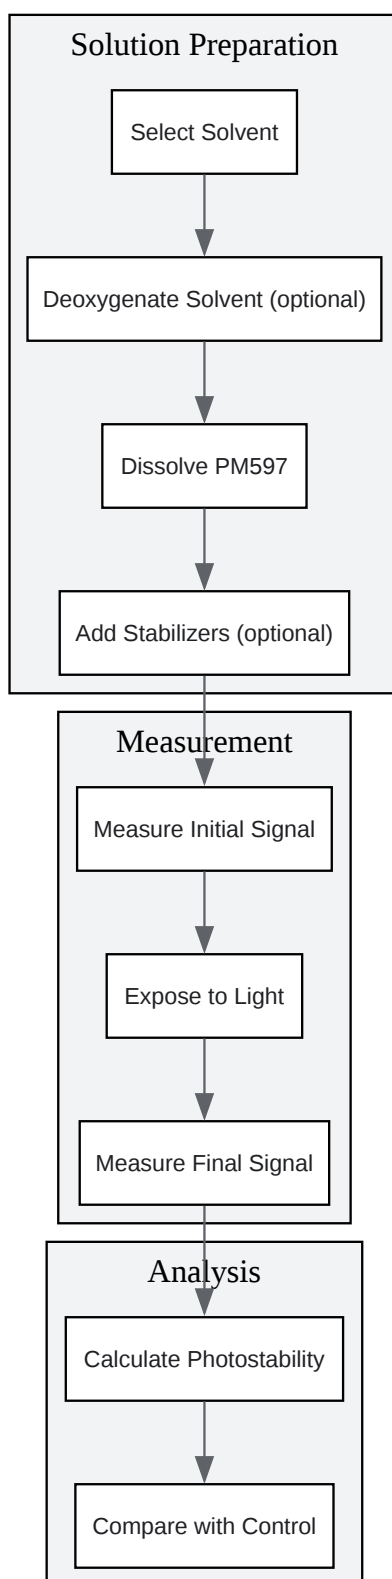 Solution Preparation
Select Solvent
Deoxygenate Solvent (optional)
Dissolve PM597
Add Stabilizers (optional)
Measurement
Measure Initial Signal
Expose to Light
Measure Final Signal
Analysis
Calculate Photostability
Compare with Control